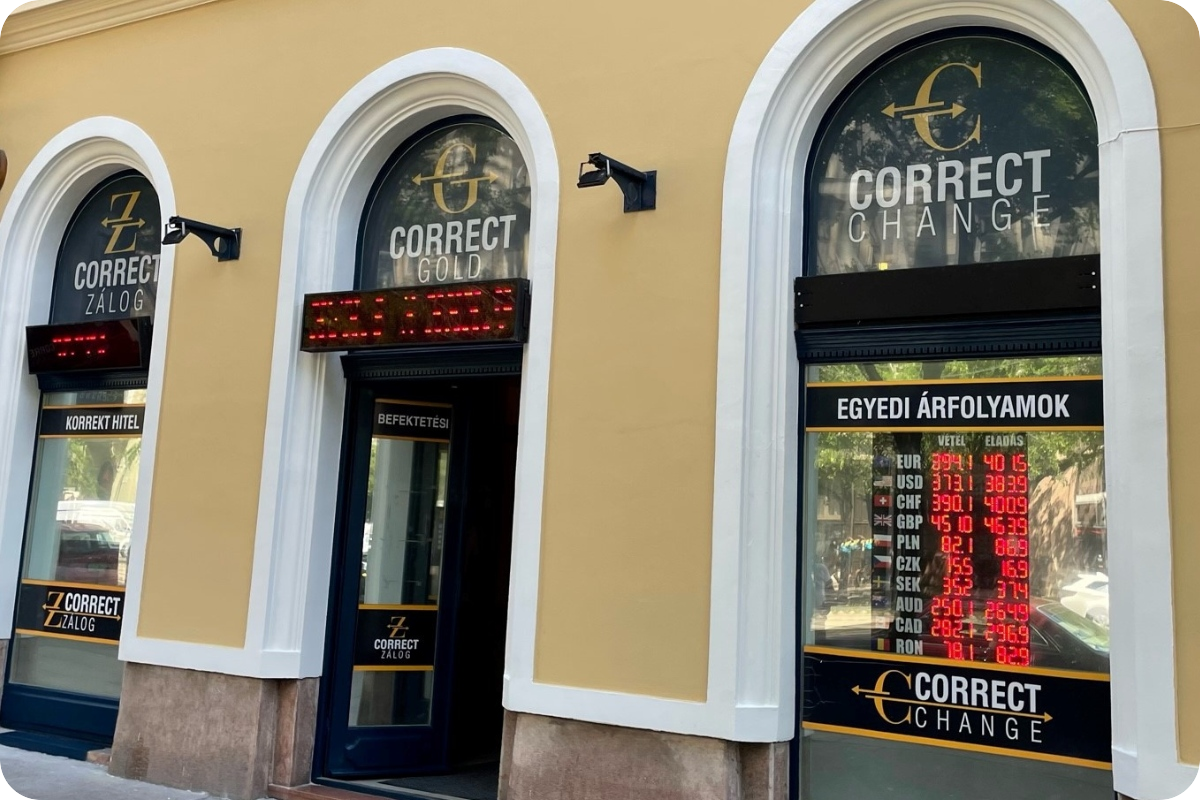 Z
CORRECT
ZÁLOG
KORREKT HITEL
Z CORRECT
ZÁLOG
G
CORRECT
GOLD
BEFEKTETÉSI
Z
CORRECT
ZÁLOG
C
CORRECT
CHANGE
EGYEDI ÁRFOLYAMOK
VÉTEL ELADÁS
EUR 394.1 401.5
USD 373.1 383.9
CHF 390.1 400.9
GBP 451.0 463.9
PLN 82.1 86.9
CZK 15.5 16.9
SEK 35.2 37.4
AUD 250.1 264.9
CAD 282.1 296.9
RON 78.1 82.9
C CORRECT
CHANGE